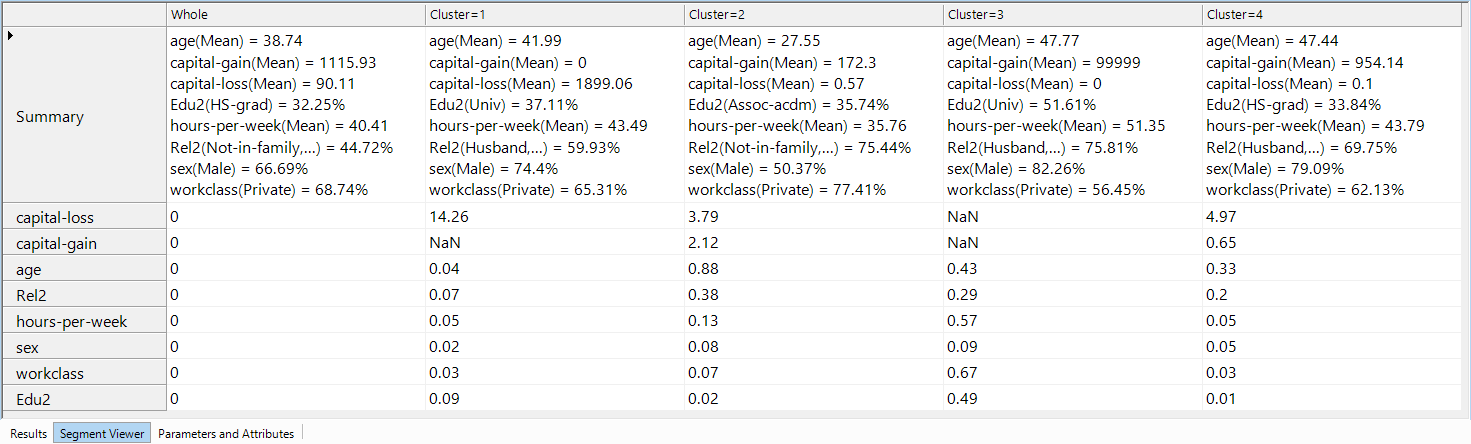 Whole Cluster=1 Cluster=2 Cluster=3 Cluster=4
Summary
age(Mean) = 38.74
capital-gain(Mean) = 1115.93
capital-loss(Mean) = 90.11
Edu2(HS-grad) = 32.25%
hours-per-week(Mean) = 40.41
Rel2(Not-in-family,...) = 44.72%
sex(Male) = 66.69%
workclass(Private) = 68.74%
age(Mean) = 41.99
capital-gain(Mean) = 0
capital-loss(Mean) = 1899.06
Edu2(Univ) = 37.11%
hours-per-week(Mean) = 43.49
Rel2(Husband,...) = 59.93%
sex(Male) = 74.4%
workclass(Private) = 65.31%
age(Mean) = 27.55
capital-gain(Mean) = 172.3
capital-loss(Mean) = 0.57
Edu2(Assoc-acdm) = 35.74%
hours-per-week(Mean) = 35.76
Rel2(Not-in-family,...) = 75.44%
sex(Male) = 50.37%
workclass(Private) = 77.41%
age(Mean) = 47.77
capital-gain(Mean) = 99999
capital-loss(Mean) = 0
Edu2(Univ) = 51.61%
hours-per-week(Mean) = 51.35
Rel2(Husband,...) = 75.81%
sex(Male) = 82.26%
workclass(Private) = 56.45%
age(Mean) = 47.44
capital-gain(Mean) = 954.14
capital-loss(Mean) = 0.1
Edu2(HS-grad) = 33.84%
hours-per-week(Mean) = 43.79
Rel2(Husband,...) = 69.75%
sex(Male) = 79.09%
workclass(Private) = 62.13%
capital-loss 0 14.26 3.79 NaN 4.97
capital-gain 0 NaN 2.12 NaN 0.65
age 0 0.04 0.88 0.43 0.33
Rel2 0 0.07 0.38 0.29 0.2
hours-per-week 0 0.05 0.13 0.57 0.05
sex 0 0.02 0.08 0.09 0.05
workclass 0 0.03 0.07 0.67 0.03
Edu2 0 0.09 0.02 0.49 0.01
Results Segment Viewer Parameters and Attributes